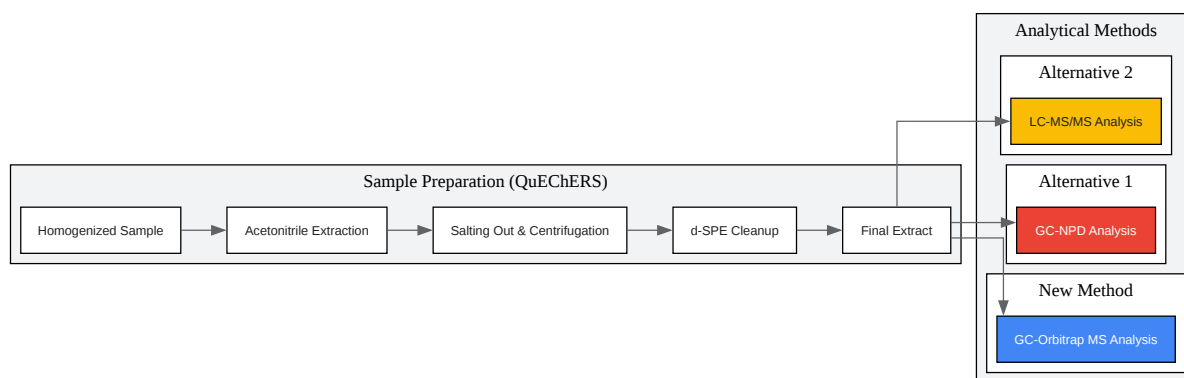 Analytical Methods
Alternative 2
LC-MS/MS Analysis
Sample Preparation (QuEChERS)
Homogenized Sample
Acetonitrile Extraction
Salting Out & Centrifugation
d-SPE Cleanup
Final Extract
Alternative 1
GC-NPD Analysis
New Method
GC-Orbitrap MS Analysis